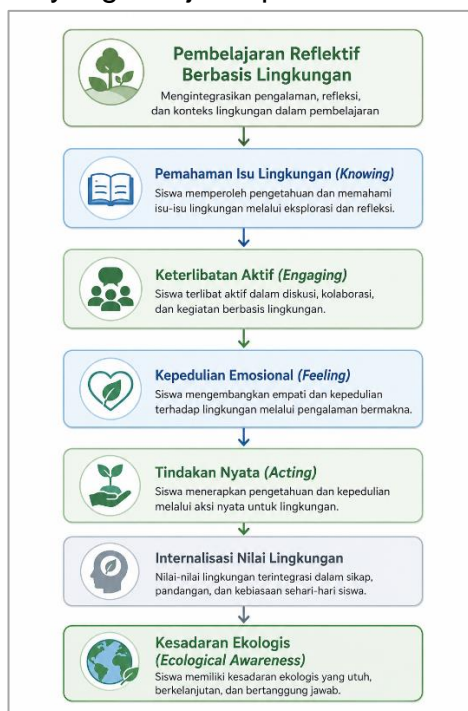 Pembelajaran Reflektif
Berbasis Lingkungan
Mengintegrasikan pengalaman, refleksi,
dan konteks lingkungan dalam pembelajaran
Pemahaman Isu Lingkungan (Knowing)
Siswa memperoleh pengetahuan dan memahami
isu-isu lingkungan melalui eksplorasi dan refleksi.
Keterlibatan Aktif (Engaging)
Siswa terlibat aktif dalam diskusi, kolaborasi,
dan kegiatan berbasis lingkungan.
Kepedulian Emosional (Feeling)
Siswa mengembangkan empati dan kepedulian
terhadap lingkungan melalui pengalaman bermakna.
Tindakan Nyata (Acting)
Siswa menerapkan pengetahuan dan kepedulian
melalui aksi nyata untuk lingkungan.
Internalisasi Nilai Lingkungan
Nilai-nilai lingkungan terintegrasi dalam sikap,
pandangan, dan kebiasaan sehari-hari siswa.
Kesadaran Ekologis
(Ecological Awareness)
Siswa memiliki kesadaran ekologis yang utuh,
berkelanjutan, dan bertanggung jawab.